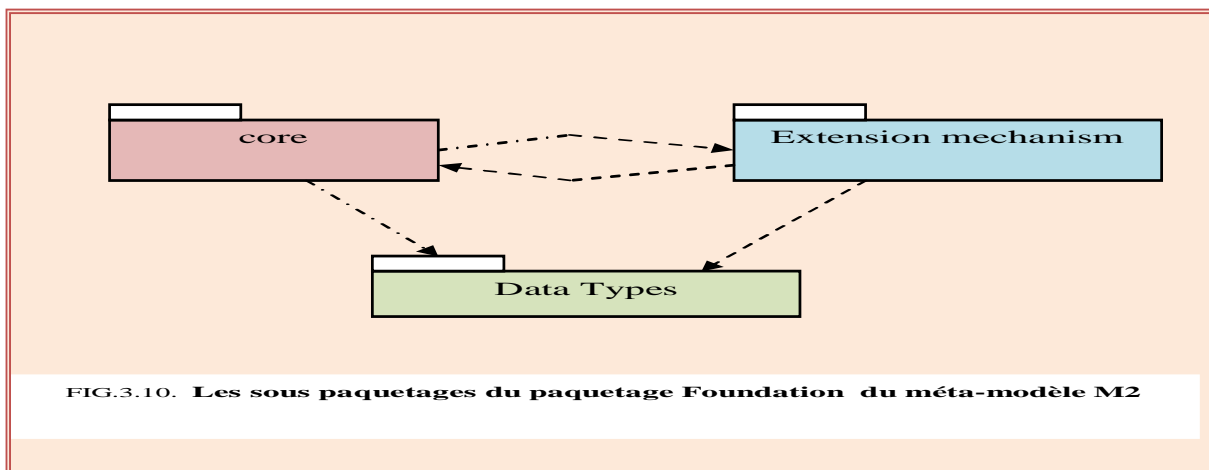 core
Extension mechanism
Data Types
FIG.3.10. Les sous paquetages du paquetage Foundation du méta-modèle M2